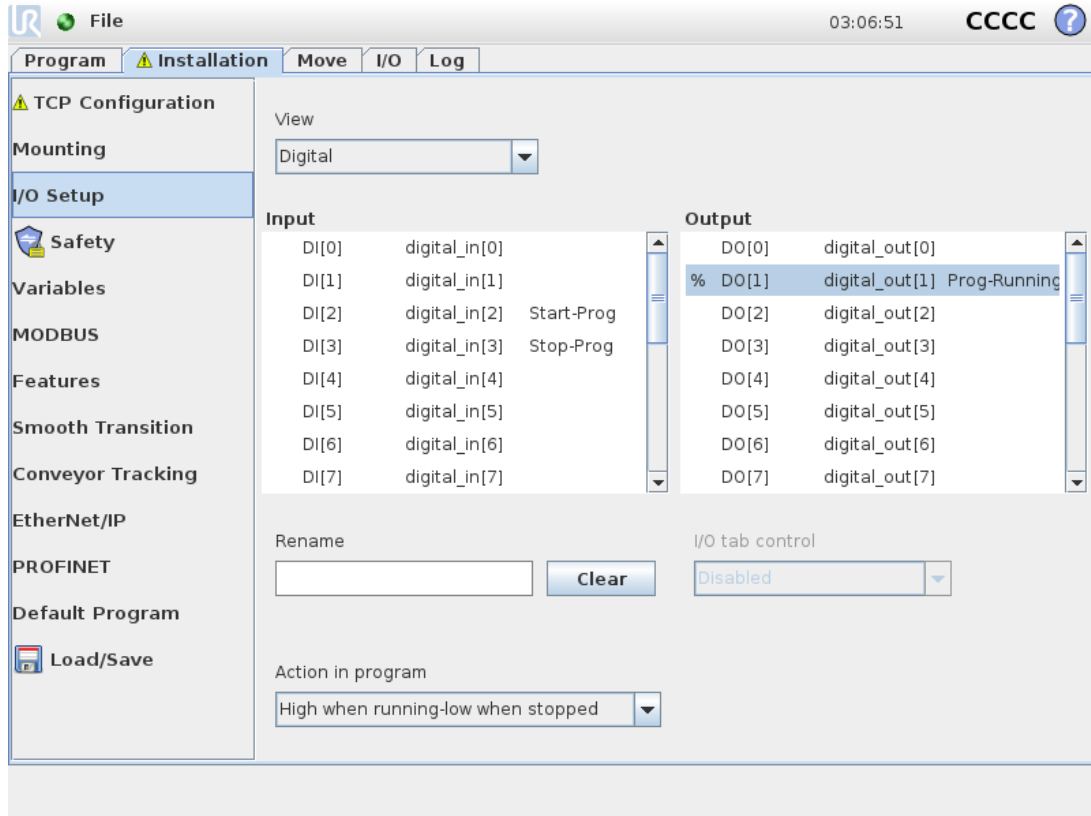 UR File 03:06:51 CCCC ?
Program Installation Move I/O Log
TCP Configuration
Mounting
I/O Setup
Safety
Variables
MODBUS
Features
Smooth Transition
Conveyor Tracking
EtherNet/IP
PROFINET
Default Program
Load/Save
View
Digital
Input
DI[0] digital_in[0]
DI[1] digital_in[1]
DI[2] digital_in[2] Start-Prog
DI[3] digital_in[3] Stop-Prog
DI[4] digital_in[4]
DI[5] digital_in[5]
DI[6] digital_in[6]
DI[7] digital_in[7]
Output
DO[0] digital_out[0]
% DO[1] digital_out[1] Prog-Running
DO[2] digital_out[2]
DO[3] digital_out[3]
DO[4] digital_out[4]
DO[5] digital_out[5]
DO[6] digital_out[6]
DO[7] digital_out[7]
Rename
Clear
I/O tab control
Disabled
Action in program
High when running-low when stopped